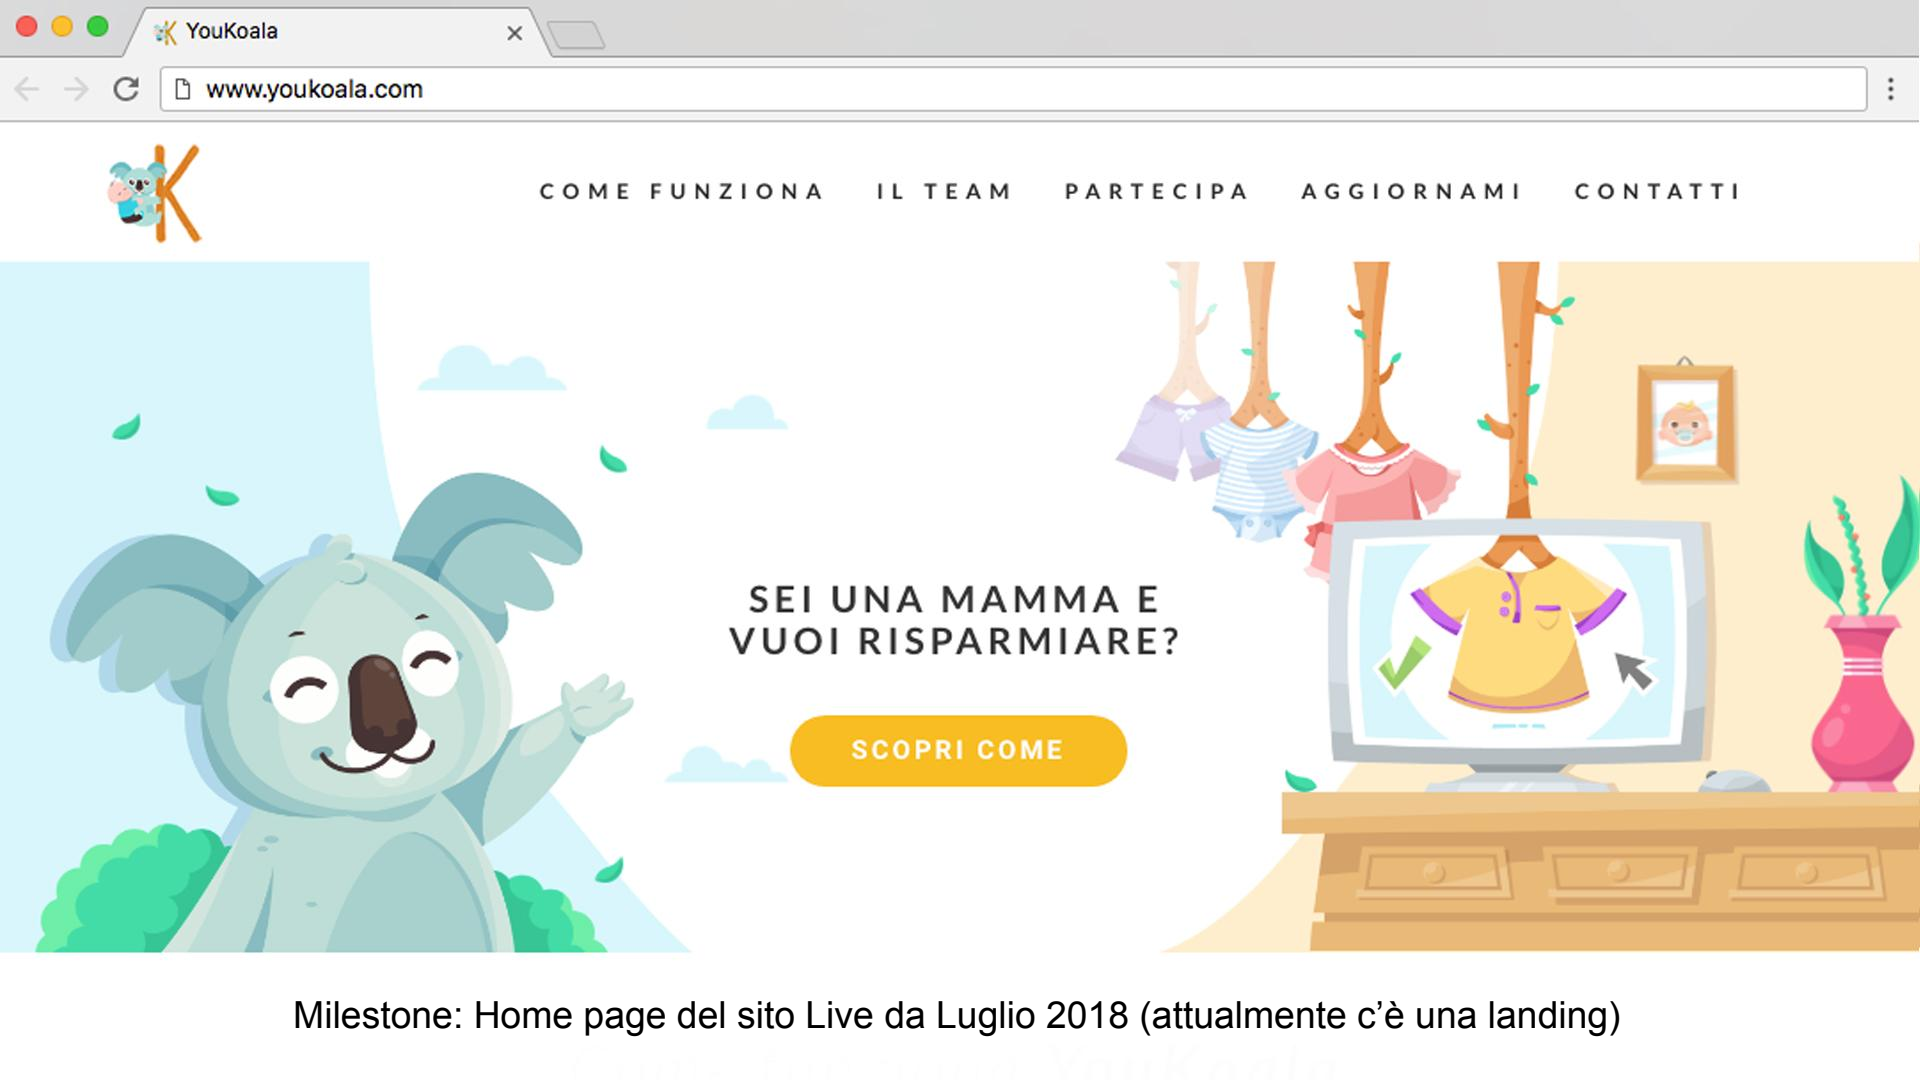 YouKoala
www.youkoala.com
K
COME FUNZIONA IL TEAM PARTECIPA AGGIORNAMI CONTATTI
SEI UNA MAMMA E
VUOI RISPARMIARE?
SCOPRI COME
Milestone: Home page del sito Live da Luglio 2018 (attualmente c’è una landing)